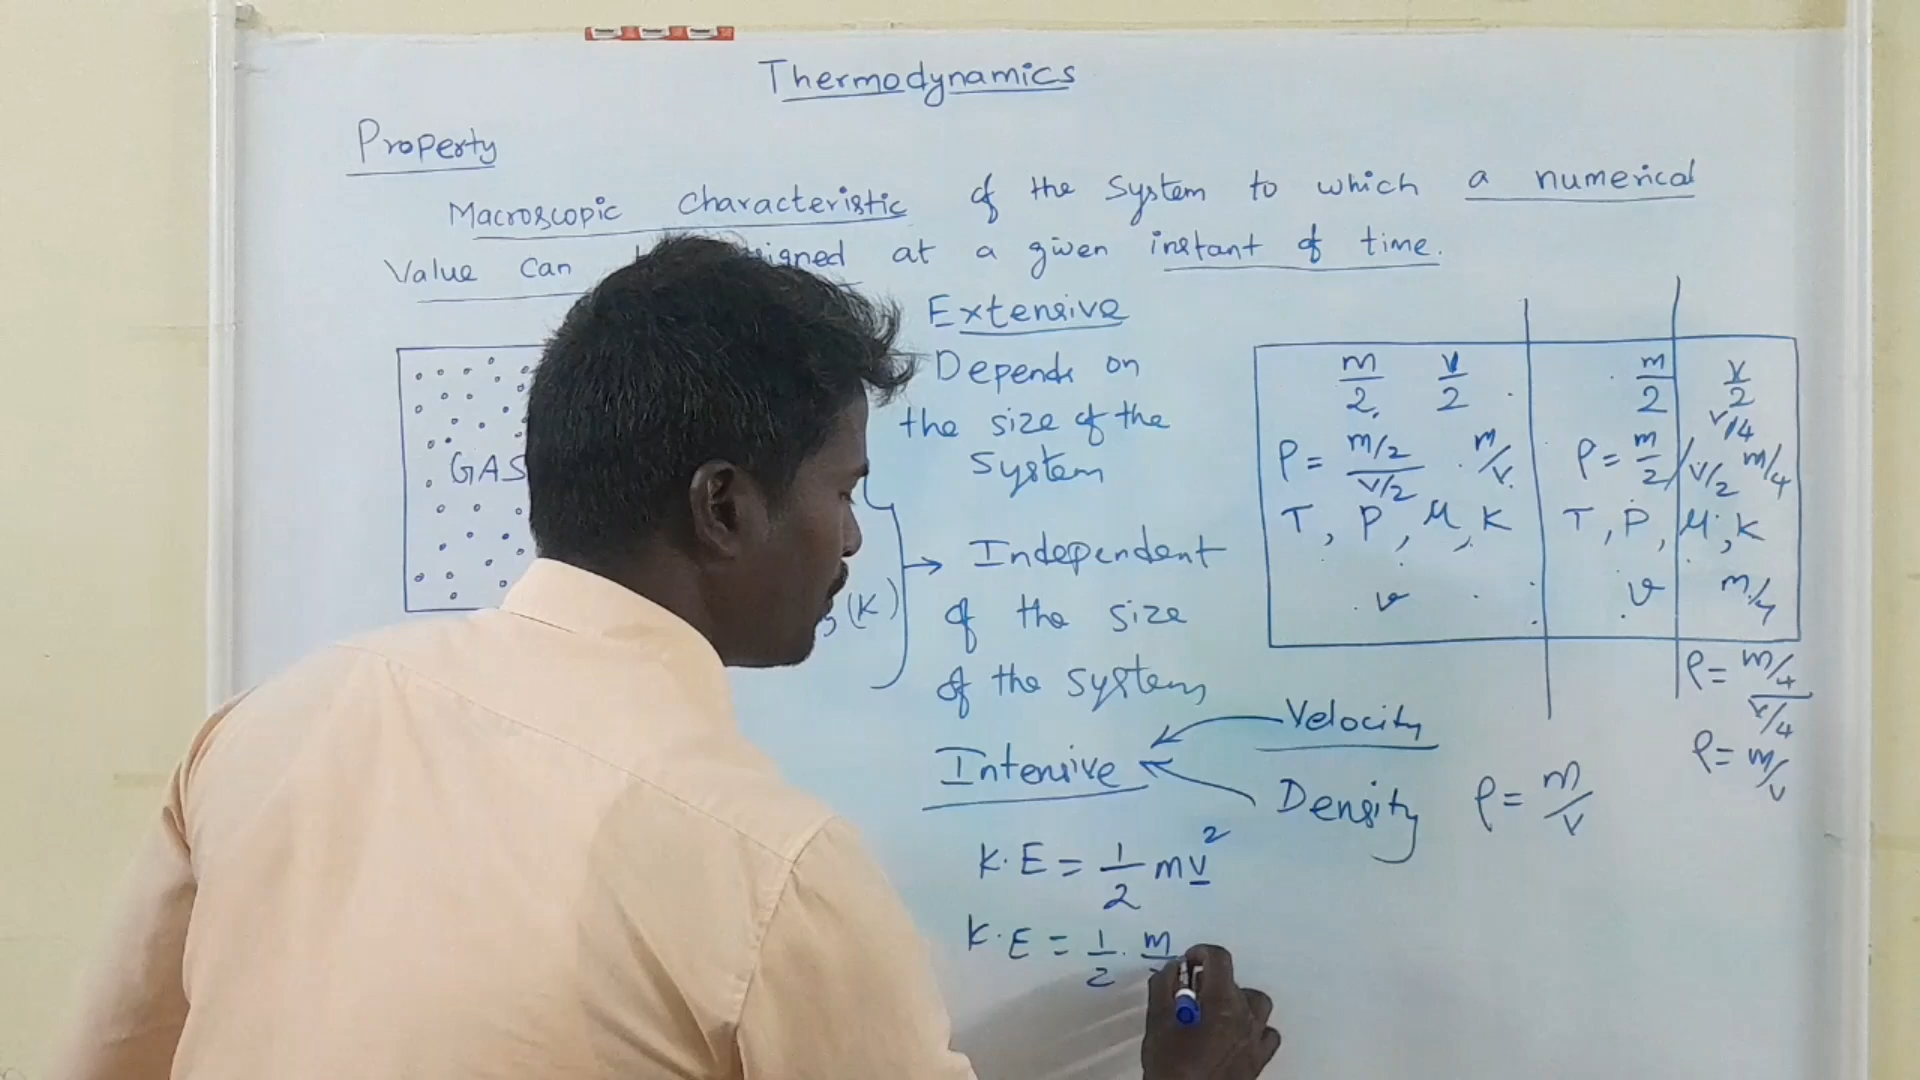 Thermodynamics
Property
Macroscopic characteristic of the system to which a numerical
Value can signed at a given instant of time.
GAS
(K)
Extensive
Depends on
the size of the
system
→ Independent
of the size
of the system
Intensive
Velocity
Density ρ = m/v
K.E = 1/2 mv²
K.E = 1/2 . m
m/2 v/2
ρ = m/2 / v/2 . m/v
T, P, μ, K
v
m/2 v/2
v/4
ρ = m/2 / v/2 m/4
T, P, μ, K
v m/4
ρ = m/4 / v/4
ρ = m/v